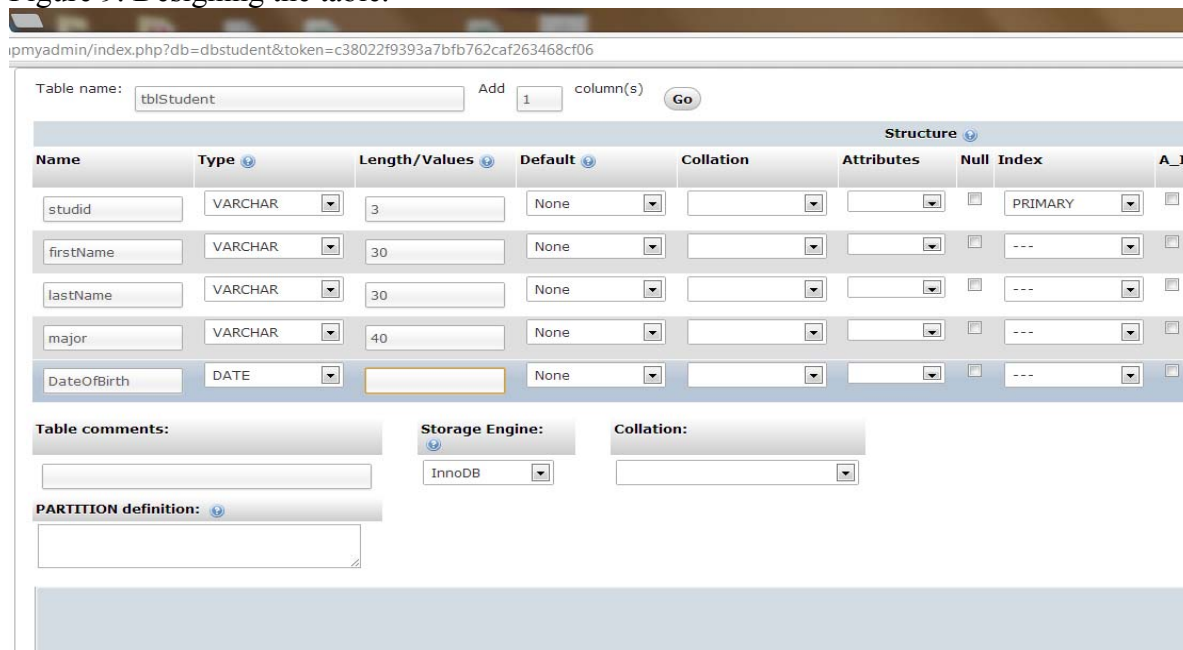 Figure 9: Designing the table.
pmyadmin/index.php?db=dbstudent&token=c38022f9393a7bfb762caf263468cf06
Table name: tblStudent Add 1 column(s) Go
Structure
Name Type Length/Values Default Collation Attributes Null Index
studid VARCHAR 3 None PRIMARY
firstName VARCHAR 30 None ---
lastName VARCHAR 30 None ---
major VARCHAR 40 None ---
DateOfBirth DATE None ---
Table comments: Storage Engine: Collation:
InnoDB
PARTITION definition: